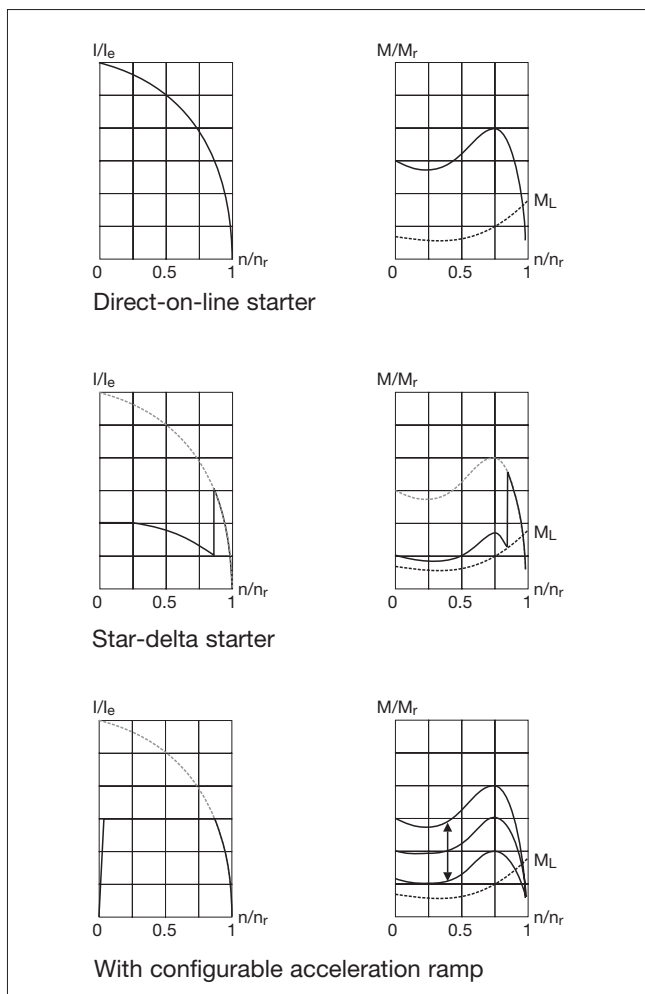 I/Ie M/Mr
ML
0 0.5 1 n/nr 0 0.5 1 n/nr
Direct-on-line starter
I/Ie M/Mr
ML
0 0.5 1 n/nr 0 0.5 1 n/nr
Star-delta starter
I/Ie M/Mr
ML
0 0.5 1 n/nr 0 0.5 1 n/nr
With configurable acceleration ramp